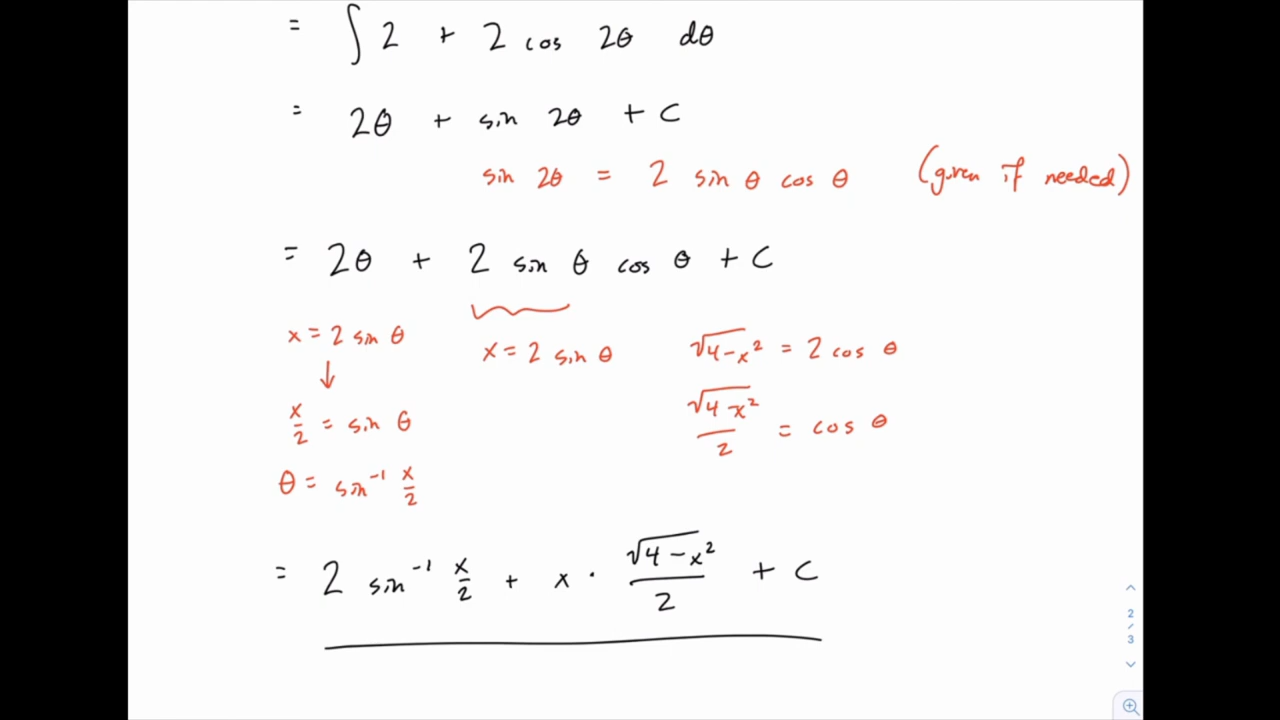 = ∫ 2 + 2 cos 2θ dθ
= 2θ + sin 2θ + C
sin 2θ = 2 sin θ cos θ (given if needed)
= 2θ + 2 sin θ cos θ + C
x = 2 sin θ
↓
x/2 = sin θ
θ = sin⁻¹ x/2
x = 2 sin θ
√4-x² = 2 cos θ
√4 x²/2 = cos θ
= 2 sin⁻¹ x/2 + x · √4-x²/2 + C
2
/
3